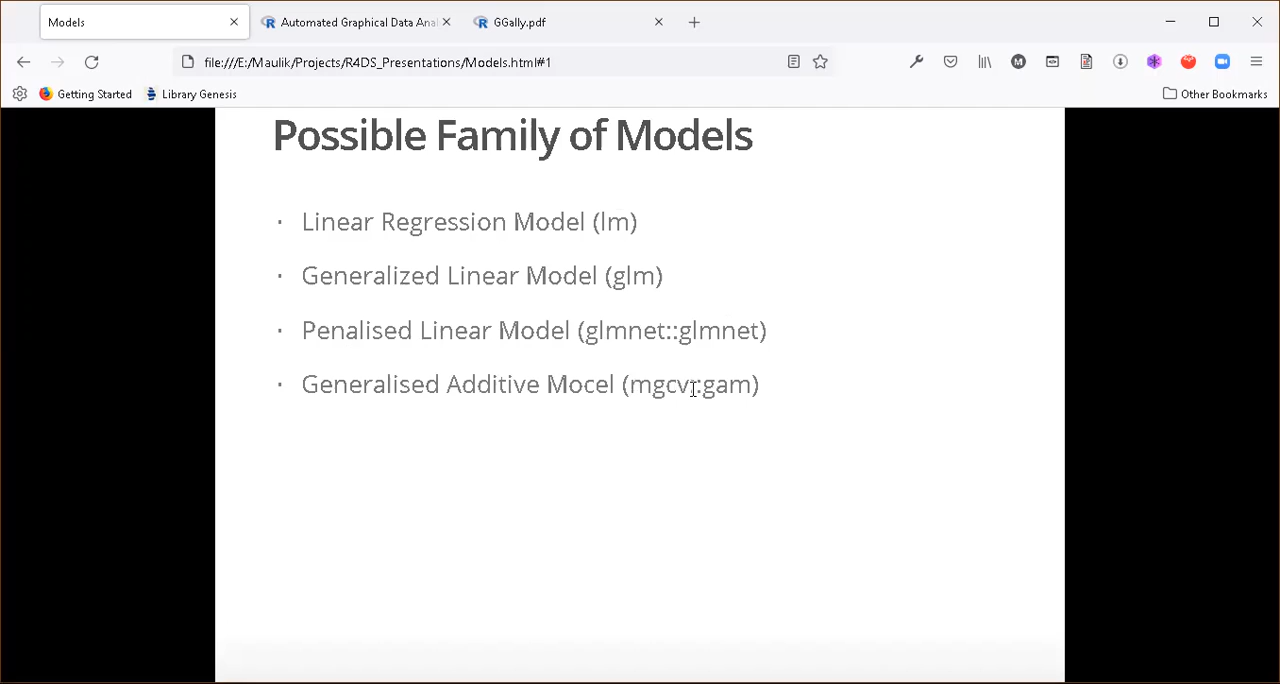 Models
Automated Graphical Data Anal
GGally.pdf
file:///E:/Maulik/Projects/R4DS_Presentations/Models.html#1
Getting Started
Library Genesis
Other Bookmarks
Possible Family of Models
· Linear Regression Model (lm)
· Generalized Linear Model (glm)
· Penalised Linear Model (glmnet::glmnet)
· Generalised Additive Mocel (mgcv::gam)